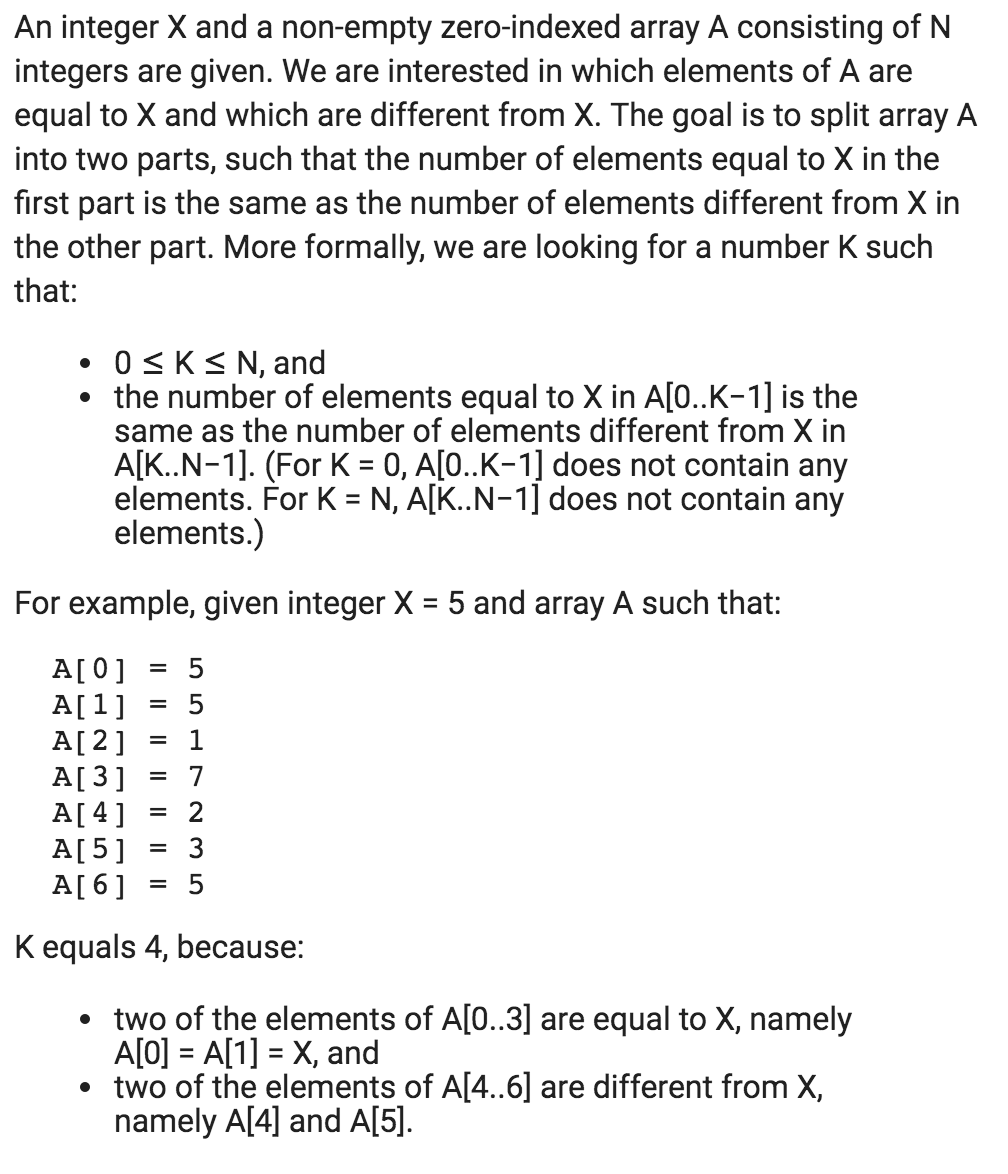 An integer X and a non-empty zero-indexed array A consisting of N
integers are given. We are interested in which elements of A are
equal to X and which are different from X. The goal is to split array A
into two parts, such that the number of elements equal to X in the
first part is the same as the number of elements different from X in
the other part. More formally, we are looking for a number K such
that:
• 0 ≤ K ≤ N, and
• the number of elements equal to X in A[0..K−1] is the
same as the number of elements different from X in
A[K..N−1]. (For K = 0, A[0..K−1] does not contain any
elements. For K = N, A[K..N−1] does not contain any
elements.)
For example, given integer X = 5 and array A such that:
A[0] = 5
A[1] = 5
A[2] = 1
A[3] = 7
A[4] = 2
A[5] = 3
A[6] = 5
K equals 4, because:
• two of the elements of A[0..3] are equal to X, namely
A[0] = A[1] = X, and
• two of the elements of A[4..6] are different from X,
namely A[4] and A[5].